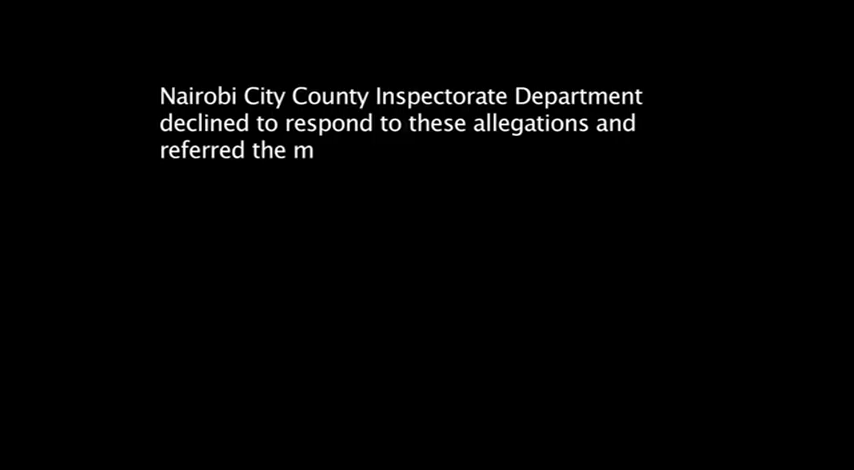 Nairobi City County Inspectorate Department
declined to respond to these allegations and
referred the m